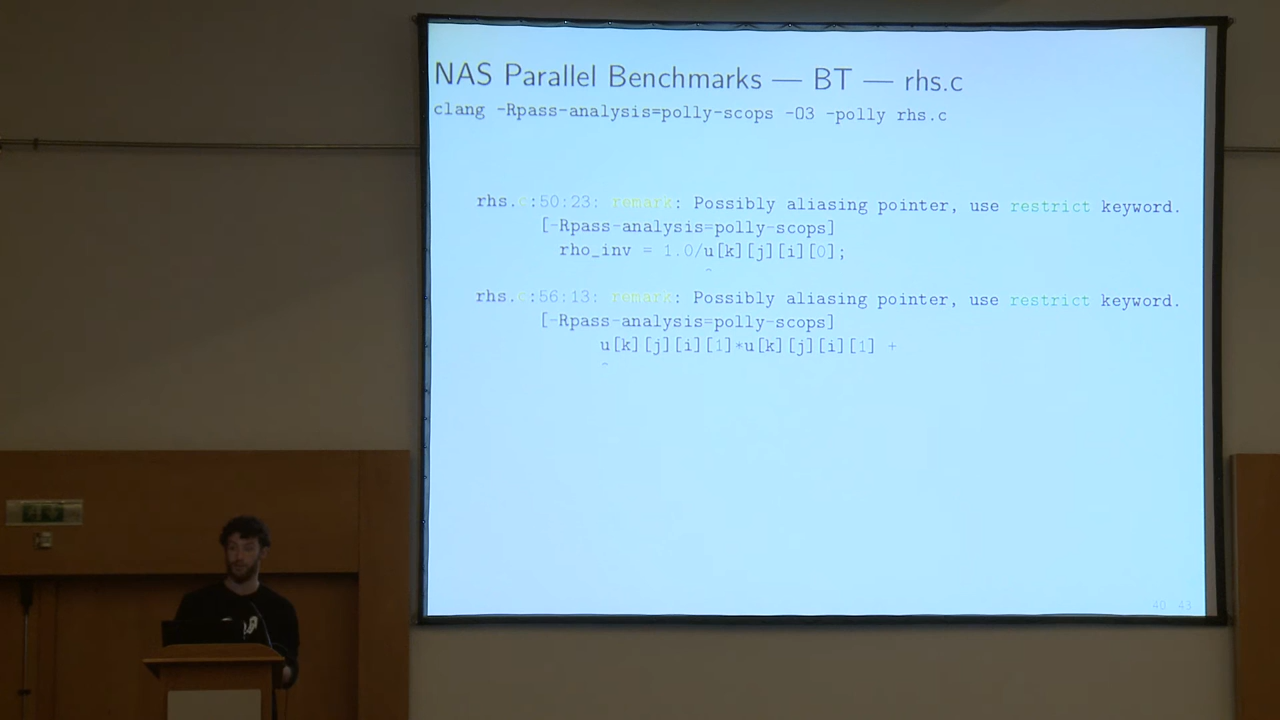 NAS Parallel Benchmarks — BT — rhs.c
clang -Rpass-analysis=polly-scops -O3 -polly rhs.c
rhs.c:50:23: remark: Possibly aliasing pointer, use restrict keyword.
[-Rpass-analysis=polly-scops]
rho_inv = 1.0/u[k][j][i][0];
^
rhs.c:56:13: remark: Possibly aliasing pointer, use restrict keyword.
[-Rpass-analysis=polly-scops]
u[k][j][i][1]*u[k][j][i][1] +
^
40 43